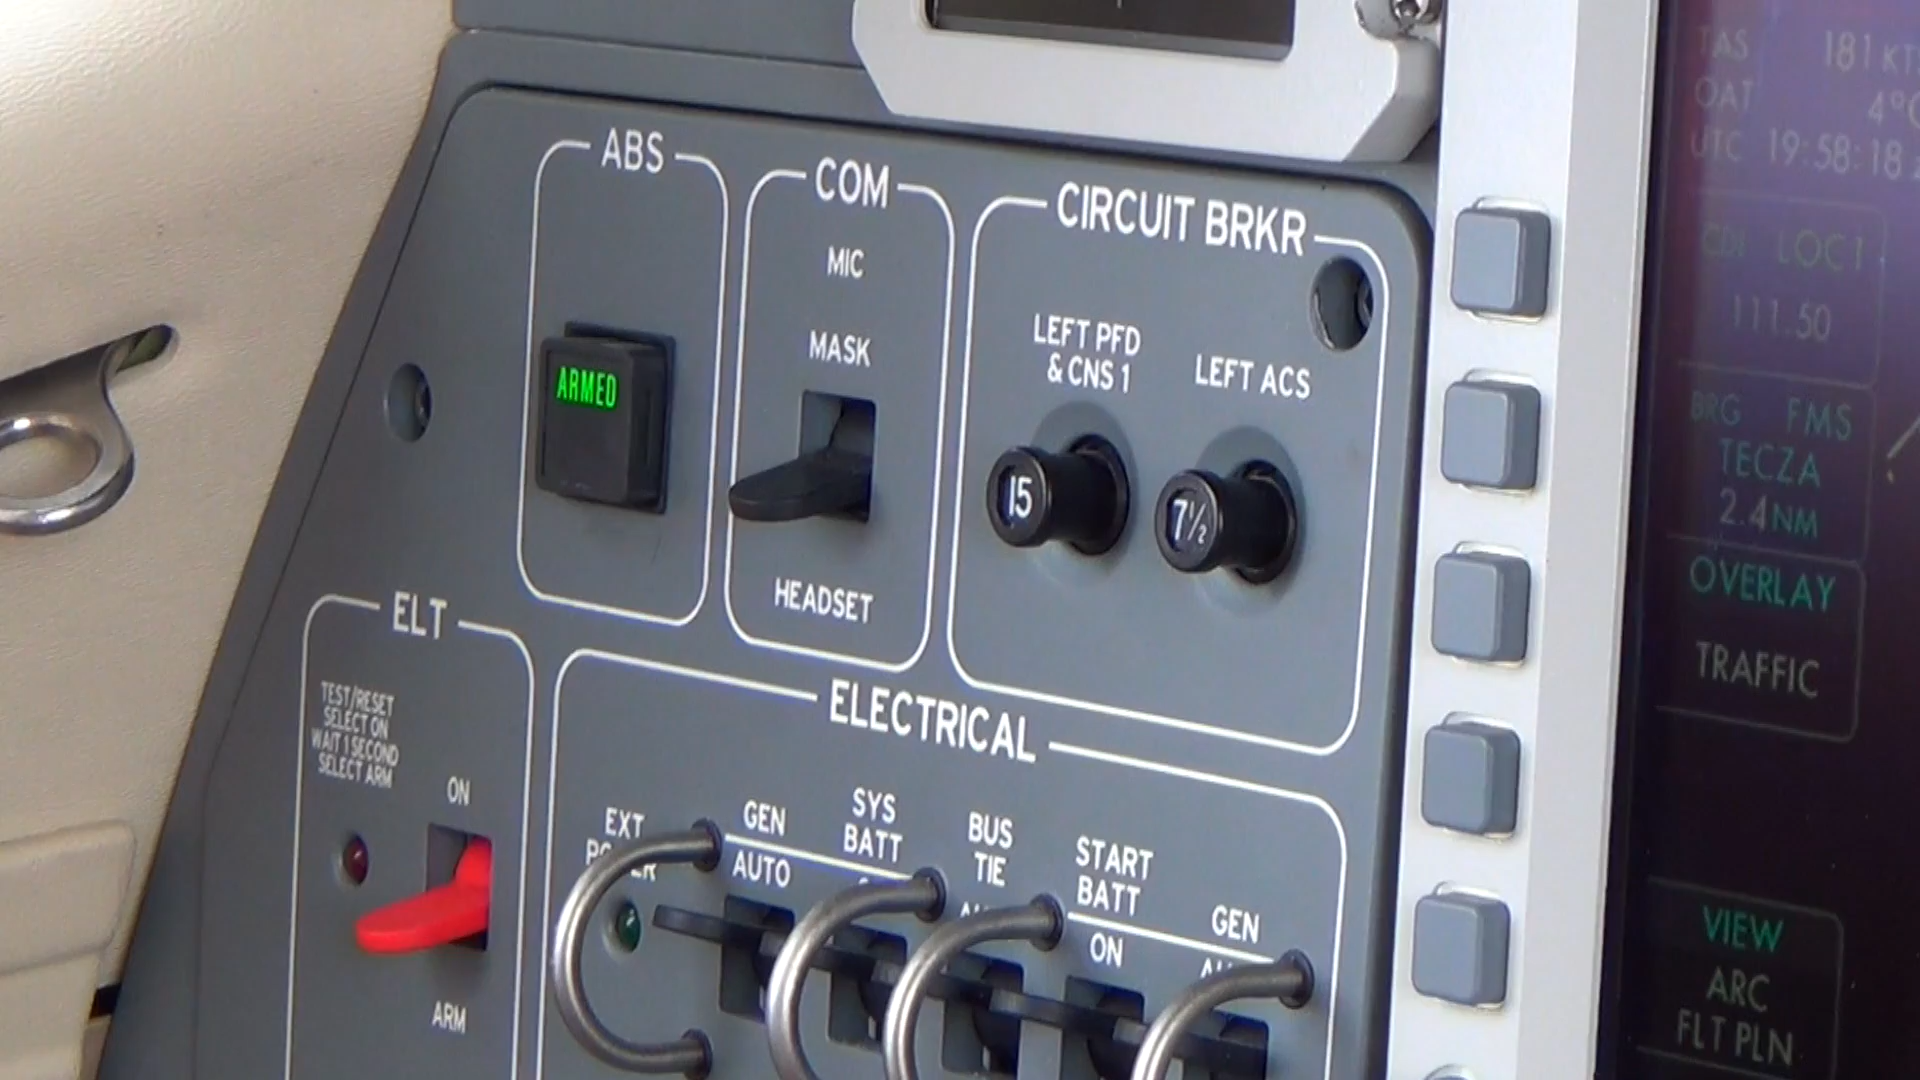 ABS
ARMED
COM
MIC
MASK
HEADSET
CIRCUIT BRKR
LEFT PFD
& CNS 1
LEFT ACS
15
7½
ELT
TEST/RESET
SELECT ON
WAIT 1 SECOND
SELECT ARM
ON
ARM
ELECTRICAL
EXT
GEN
AUTO
SYS
BATT
BUS
TIE
START
BATT
ON
GEN
TAS 181 KT
OAT 4°C
UTC 19:58:18
CDI LOC1
111.50
BRG FMS
TECZA
2.4NM
OVERLAY
TRAFFIC
VIEW
ARC
FLT PLN